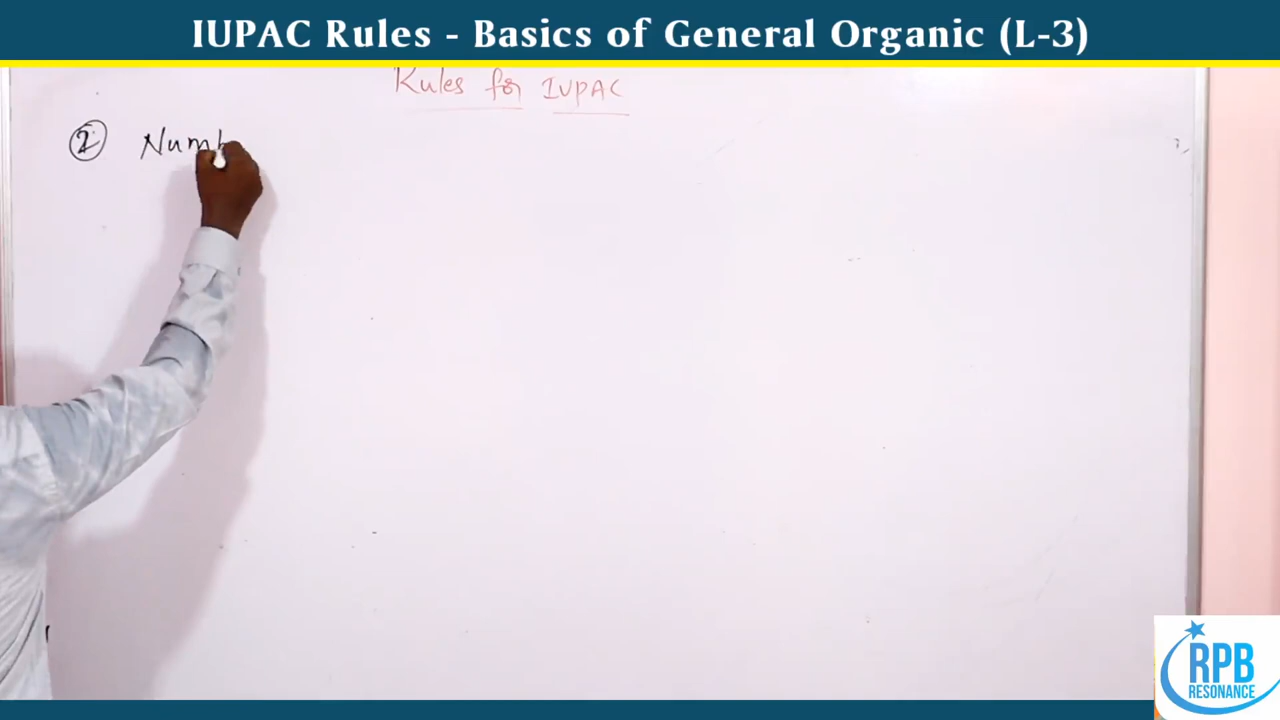 IUPAC Rules - Basics of General Organic (L-3)
Rules for IUPAC
② Numb
RPB
RESONANCE